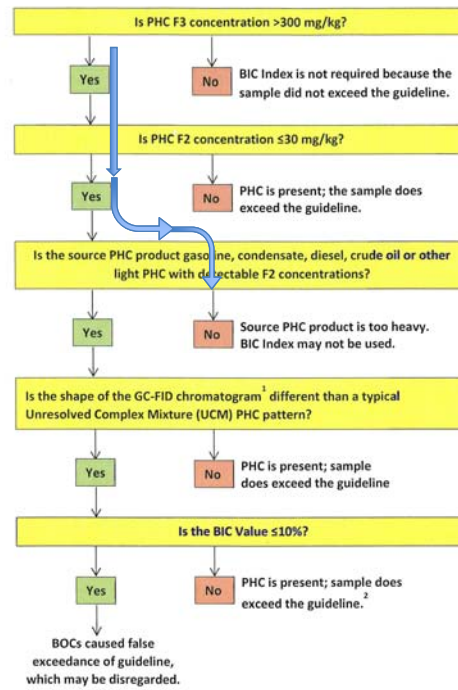 Is PHC F3 concentration >300 mg/kg?
Yes
No
BIC Index is not required because the
sample did not exceed the guideline.
Is PHC F2 concentration ≤30 mg/kg?
Yes
No
PHC is present; the sample does
exceed the guideline.
Is the source PHC product gasoline, condensate, diesel, crude oil or other
light PHC with detectable F2 concentrations?
Yes
No
Source PHC product is too heavy.
BIC Index may not be used.
Is the shape of the GC-FID chromatogram¹ different than a typical
Unresolved Complex Mixture (UCM) PHC pattern?
Yes
No
PHC is present; sample
does exceed the guideline
Is the BIC Value ≤10%?
Yes
No
PHC is present; sample does
exceed the guideline.²
BOCs caused false
exceedance of guideline,
which may be disregarded.